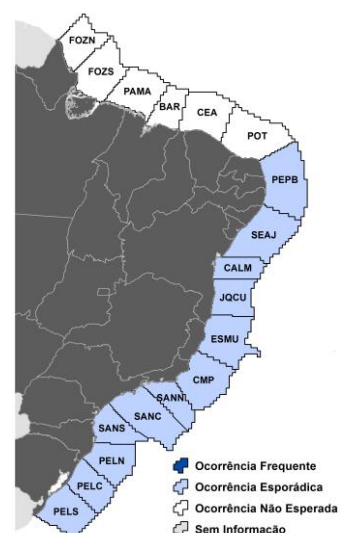 FOZN
FOZS
PAMA
BAR
CEA
POT
PEPB
SEAJ
CALM
JQCU
ESMU
CMP
SANN
SANC
SANS
PELN
PELC
PELS
Ocorrência Frequente
Ocorrência Esporádica
Ocorrência Não Esperada
Sem Informação